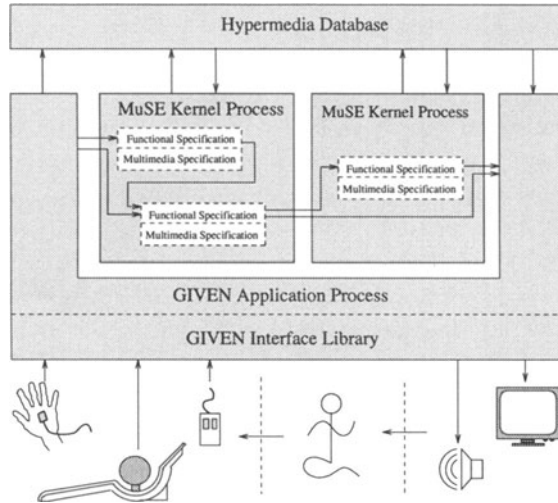 Hypermedia Database
MuSE Kernel Process
Functional Specification
Multimedia Specification
Functional Specification
Multimedia Specification
MuSE Kernel Process
Functional Specification
Multimedia Specification
GIVEN Application Process
GIVEN Interface Library